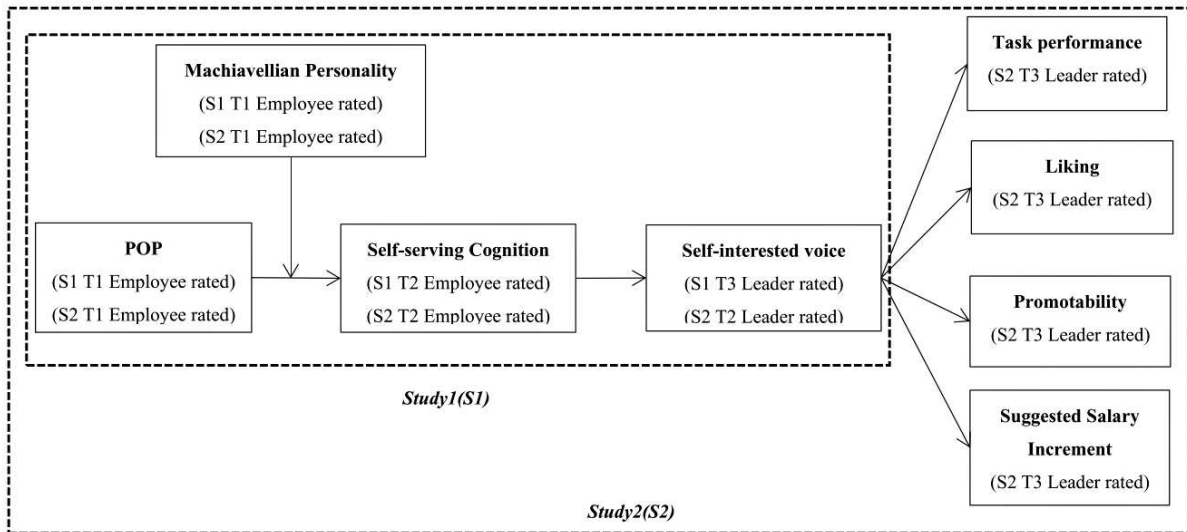 Machiavellian Personality
(S1 T1 Employee rated)
(S2 T1 Employee rated)
POP
(S1 T1 Employee rated)
(S2 T1 Employee rated)
Self-serving Cognition
(S1 T2 Employee rated)
(S2 T2 Employee rated)
Self-interested voice
(S1 T3 Leader rated)
(S2 T2 Leader rated)
Task performance
(S2 T3 Leader rated)
Liking
(S2 T3 Leader rated)
Promotability
(S2 T3 Leader rated)
Suggested Salary
Increment
(S2 T3 Leader rated)
Study1(S1)
Study2(S2)